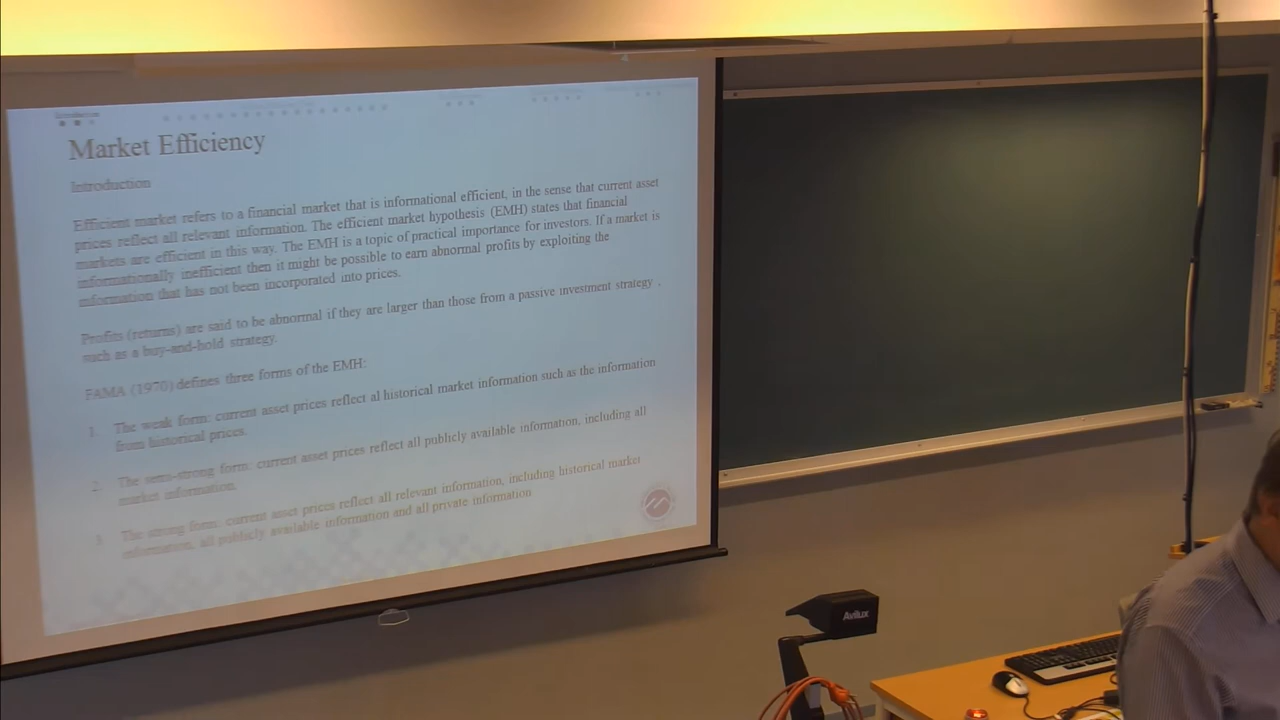 Introduction
Market Efficiency
Introduction
Efficient market refers to a financial market that is informational efficient, in the sense that current asset
prices reflect all relevant information. The efficient market hypothesis (EMH) states that financial
markets are efficient in this way. The EMH is a topic of practical importance for investors. If a market is
informationally inefficient then it might be possible to earn abnormal profits by exploiting the
information that has not been incorporated into prices.
Profits (returns) are said to be abnormal if they are larger than those from a passive investment strategy ,
such as a buy-and-hold strategy.
FAMA (1970) defines three forms of the EMH:
1. The weak form: current asset prices reflect al historical market information such as the information
from historical prices.
2. The semi-strong form: current asset prices reflect all publicly available information, including all
market information.
3. The strong form: current asset prices reflect all relevant information, including historical market
information, all publicly available information and all private information
Avilux